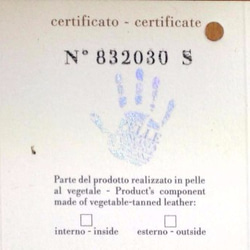 certificato - certificate
N° 832030 S
Parte del prodotto realizzato in pelle
al vegetale - Product's component
made of vegetable-tanned leather:
interno - inside esterno - outside